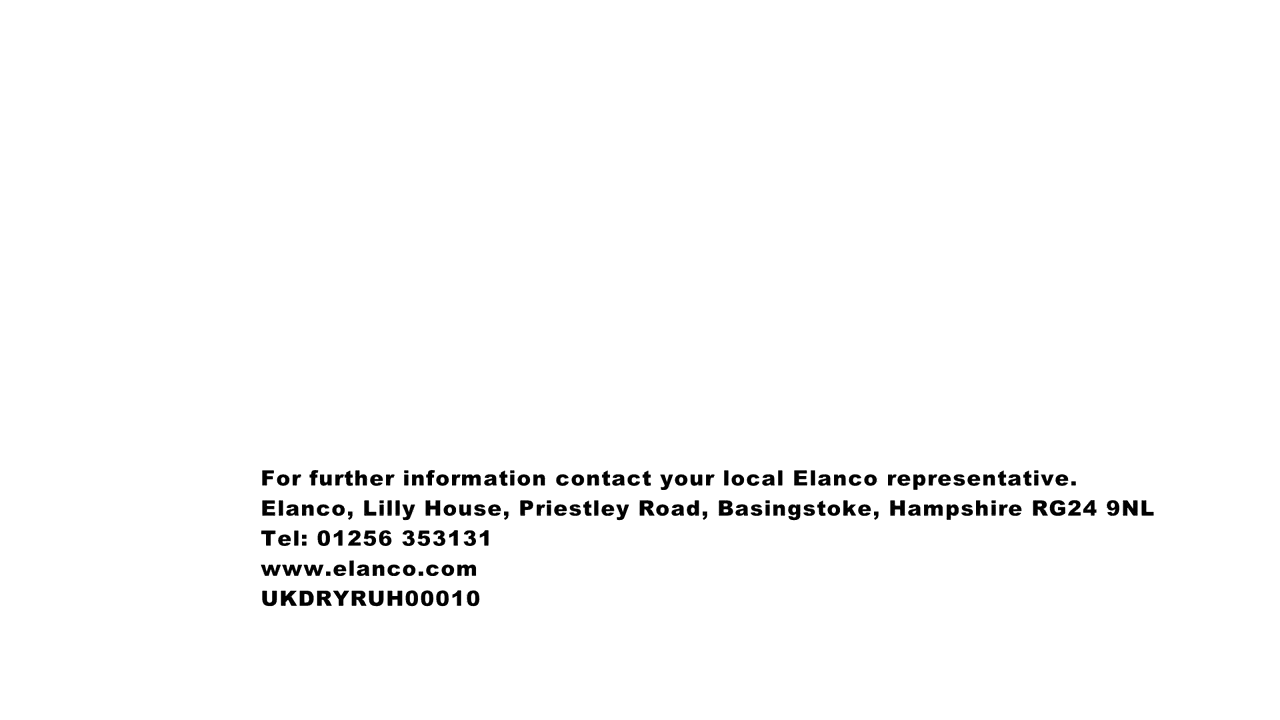 For further information contact your local Elanco representative.
Elanco, Lilly House, Priestley Road, Basingstoke, Hampshire RG24 9NL
Tel: 01256 353131
www.elanco.com
UKDRYRUH00010